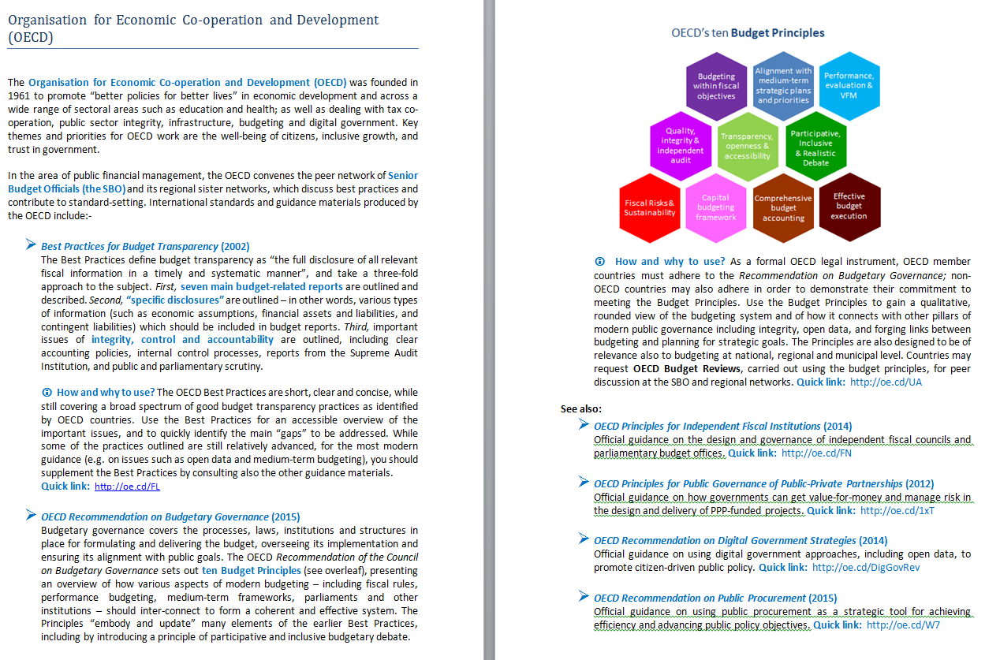 Organisation for Economic Co-operation and Development
(OECD)
The Organisation for Economic Co-operation and Development (OECD) was founded in
1961 to promote “better policies for better lives” in economic development and across a
wide range of sectoral areas such as education and health; as well as dealing with tax co-
operation, public sector integrity, infrastructure, budgeting and digital government. Key
themes and priorities for OECD work are the well-being of citizens, inclusive growth, and
trust in government.
In the area of public financial management, the OECD convenes the peer network of Senior
Budget Officials (the SBO) and its regional sister networks, which discuss best practices and
contribute to standard-setting. International standards and guidance materials produced by
the OECD include:-
Best Practices for Budget Transparency (2002)
The Best Practices define budget transparency as “the full disclosure of all relevant
fiscal information in a timely and systematic manner”, and take a three-fold
approach to the subject. First, seven main budget-related reports are outlined and
described. Second, “specific disclosures” are outlined – in other words, various types
of information (such as economic assumptions, financial assets and liabilities, and
contingent liabilities) which should be included in budget reports. Third, important
issues of integrity, control and accountability are outlined, including clear
accounting policies, internal control processes, reports from the Supreme Audit
Institution, and public and parliamentary scrutiny.
How and why to use? The OECD Best Practices are short, clear and concise, while
still covering a broad spectrum of good budget transparency practices as identified
by OECD countries. Use the Best Practices for an accessible overview of the
important issues, and to quickly identify the main “gaps” to be addressed. While
some of the practices outlined are still relatively advanced, for the most modern
guidance (e.g. on issues such as open data and medium-term budgeting), you should
supplement the Best Practices by consulting also the other guidance materials.
Quick link: http://oe.cd/FL
OECD Recommendation on Budgetary Governance (2015)
Budgetary governance covers the processes, laws, institutions and structures in
place for formulating and delivering the budget, overseeing its implementation and
ensuring its alignment with public goals. The OECD Recommendation of the Council
on Budgetary Governance sets out ten Budget Principles (see overleaf), presenting
an overview of how various aspects of modern budgeting – including fiscal rules,
performance budgeting, medium-term frameworks, parliaments and other
institutions – should inter-connect to form a coherent and effective system. The
Principles “embody and update” many elements of the earlier Best Practices,
including by introducing a principle of participative and inclusive budgetary debate.
OECD’s ten Budget Principles
Budgeting
within fiscal
objectives
Alignment with
medium-term
strategic plans
and priorities
Performance,
evaluation &
VFM
Quality,
integrity &
independent
audit
Transparency,
openness &
accessibility
Participative,
Inclusive
& Realistic
Debate
Fiscal Risks &
Sustainability
Capital
budgeting
framework
Comprehensive
budget
accounting
Effective
budget
execution
How and why to use? As a formal OECD legal instrument, OECD member
countries must adhere to the Recommendation on Budgetary Governance; non-
OECD countries may also adhere in order to demonstrate their commitment to
meeting the Budget Principles. Use the Budget Principles to gain a qualitative,
rounded view of the budgeting system and of how it connects with other pillars of
modern public governance including integrity, open data, and forging links between
budgeting and planning for strategic goals. The Principles are also designed to be of
relevance also to budgeting at national, regional and municipal level. Countries may
request OECD Budget Reviews, carried out using the budget principles, for peer
discussion at the SBO and regional networks. Quick link: http://oe.cd/UA
See also:
OECD Principles for Independent Fiscal Institutions (2014)
Official guidance on the design and governance of independent fiscal councils and
parliamentary budget offices. Quick link: http://oe.cd/FN
OECD Principles for Public Governance of Public-Private Partnerships (2012)
Official guidance on how governments can get value-for-money and manage risk in
the design and delivery of PPP-funded projects. Quick link: http://oe.cd/1xT
OECD Recommendation on Digital Government Strategies (2014)
Official guidance on using digital government approaches, including open data, to
promote citizen-driven public policy. Quick link: http://oe.cd/DigGovRev
OECD Recommendation on Public Procurement (2015)
Official guidance on using public procurement as a strategic tool for achieving
efficiency and advancing public policy objectives. Quick link: http://oe.cd/W7